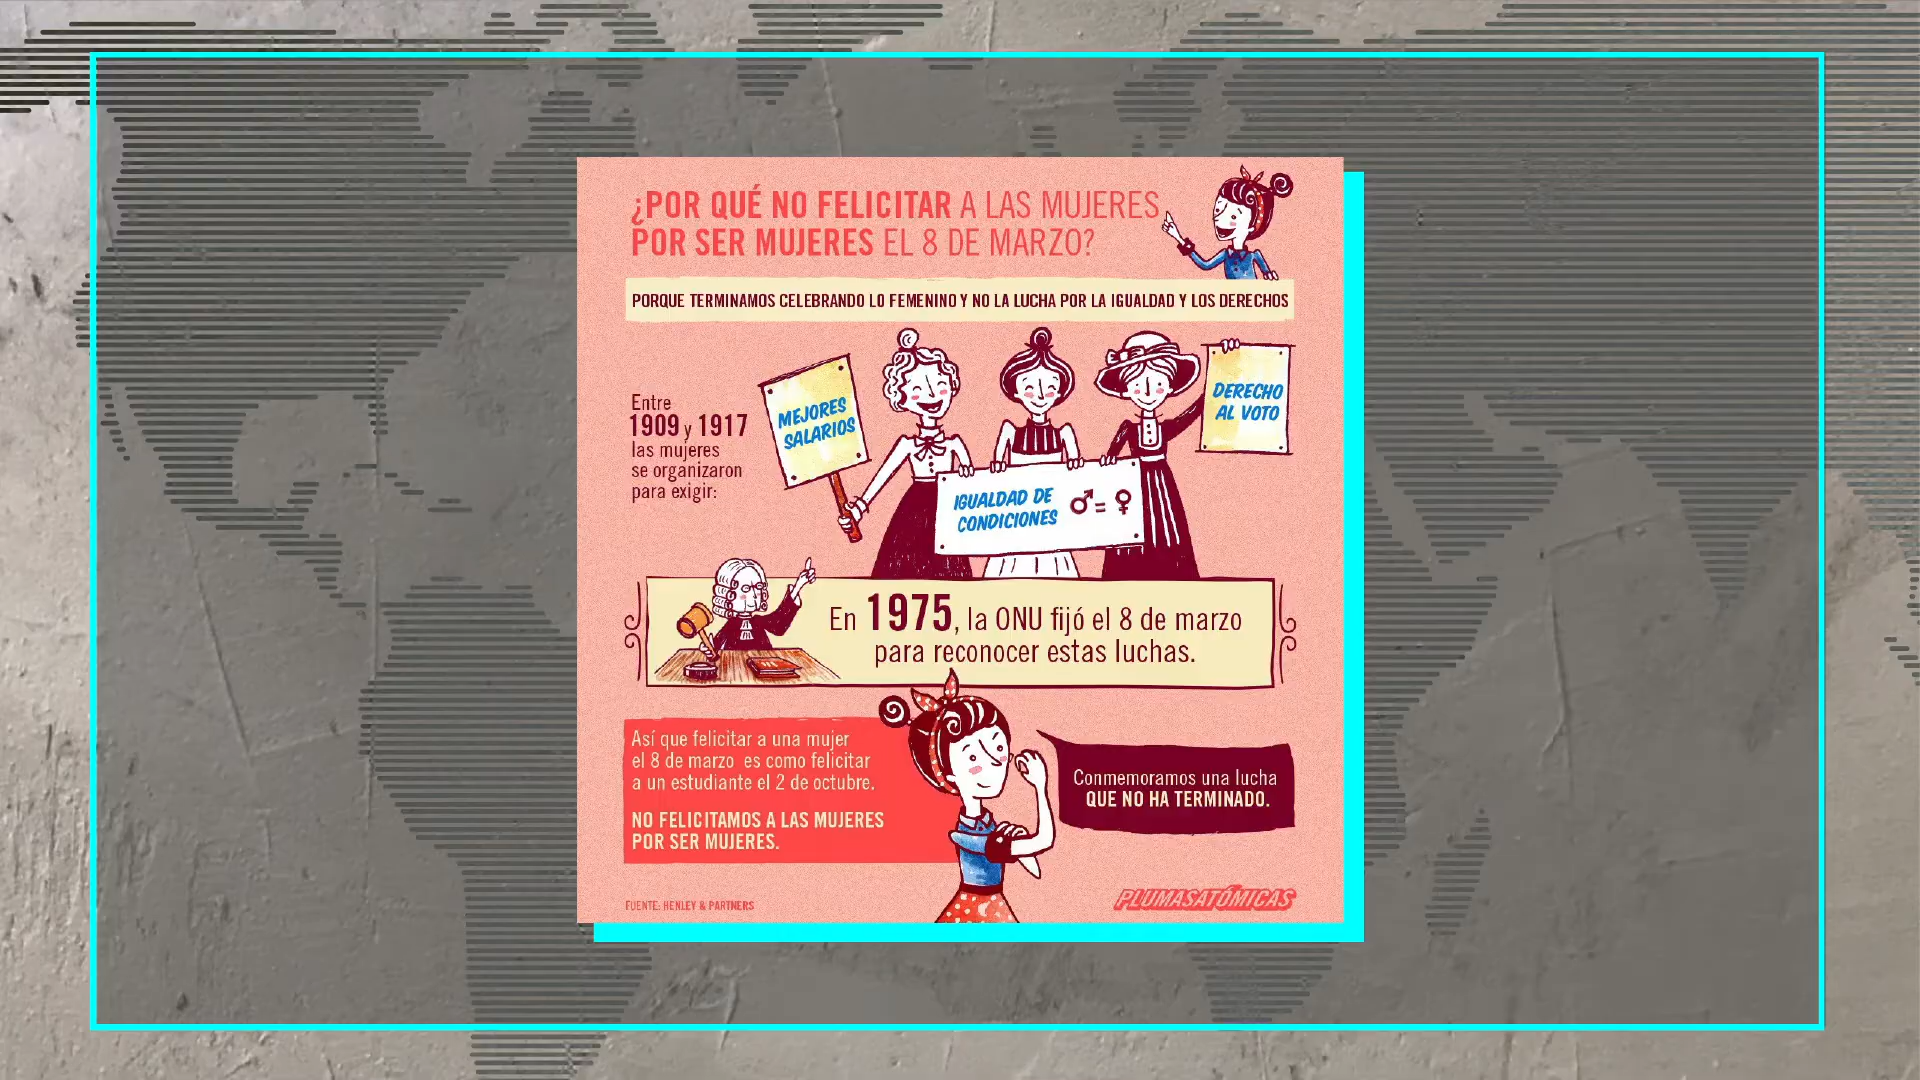 ¿POR QUÉ NO FELICITAR A LAS MUJERES
POR SER MUJERES EL 8 DE MARZO?
PORQUE TERMINAMOS CELEBRANDO LO FEMENINO Y NO LA LUCHA POR LA IGUALDAD Y LOS DERECHOS
Entre
1909 y 1917
las mujeres
se organizaron
para exigir:
MEJORES
SALARIOS
IGUALDAD DE
CONDICIONES
DERECHO
AL VOTO
En 1975, la ONU fijó el 8 de marzo
para reconocer estas luchas.
Así que felicitar a una mujer
el 8 de marzo es como felicitar
a un estudiante el 2 de octubre.
NO FELICITAMOS A LAS MUJERES
POR SER MUJERES.
Conmemoramos una lucha
QUE NO HA TERMINADO.
FUENTE: HENLEY & PARTNERS
PLUMASATÓMICAS